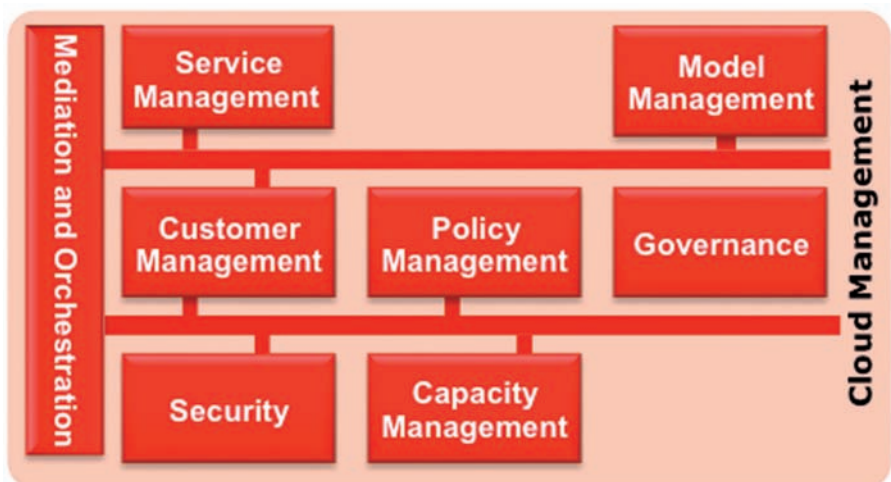 Mediation and Orchestration
Service
Management
Model
Management
Customer
Management
Policy
Management
Governance
Security
Capacity
Management
Cloud Management